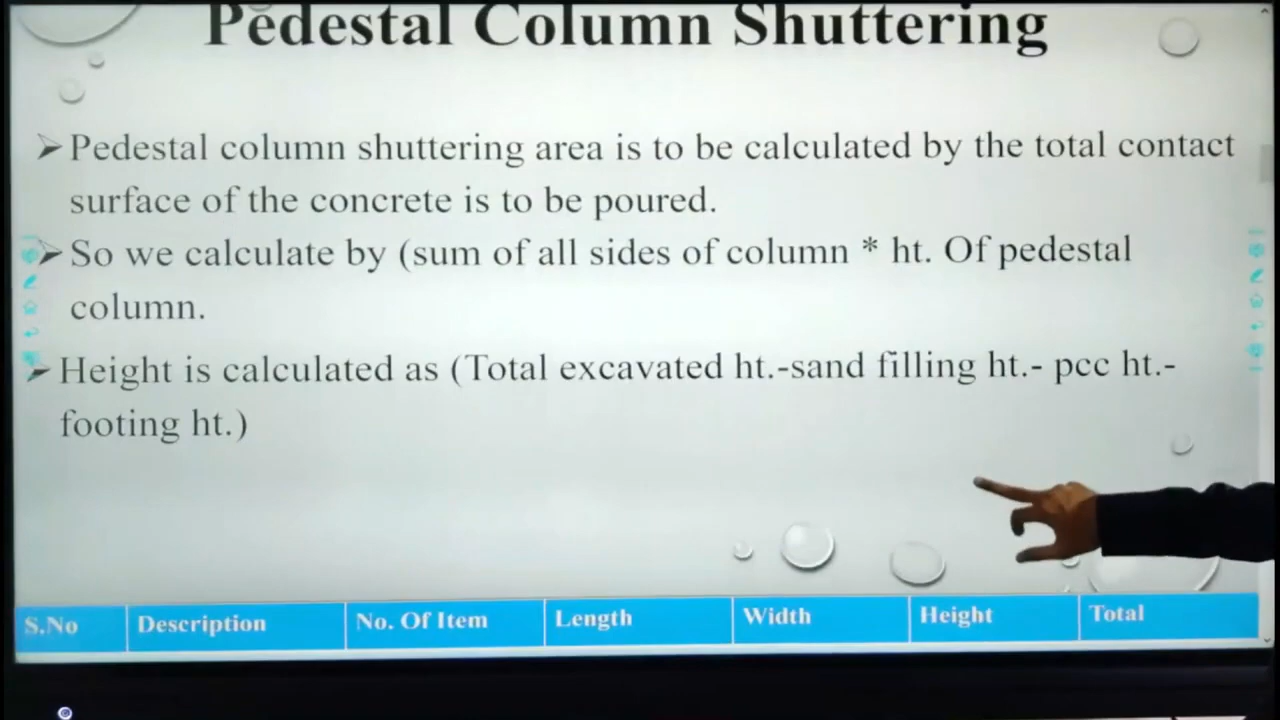 Pedestal Column Shuttering
➤ Pedestal column shuttering area is to be calculated by the total contact
surface of the concrete is to be poured.
➤ So we calculate by (sum of all sides of column * ht. Of pedestal
column.
➤ Height is calculated as (Total excavated ht.-sand filling ht.- pcc ht.-
footing ht.)
S.No Description No. Of Item Length Width Height Total